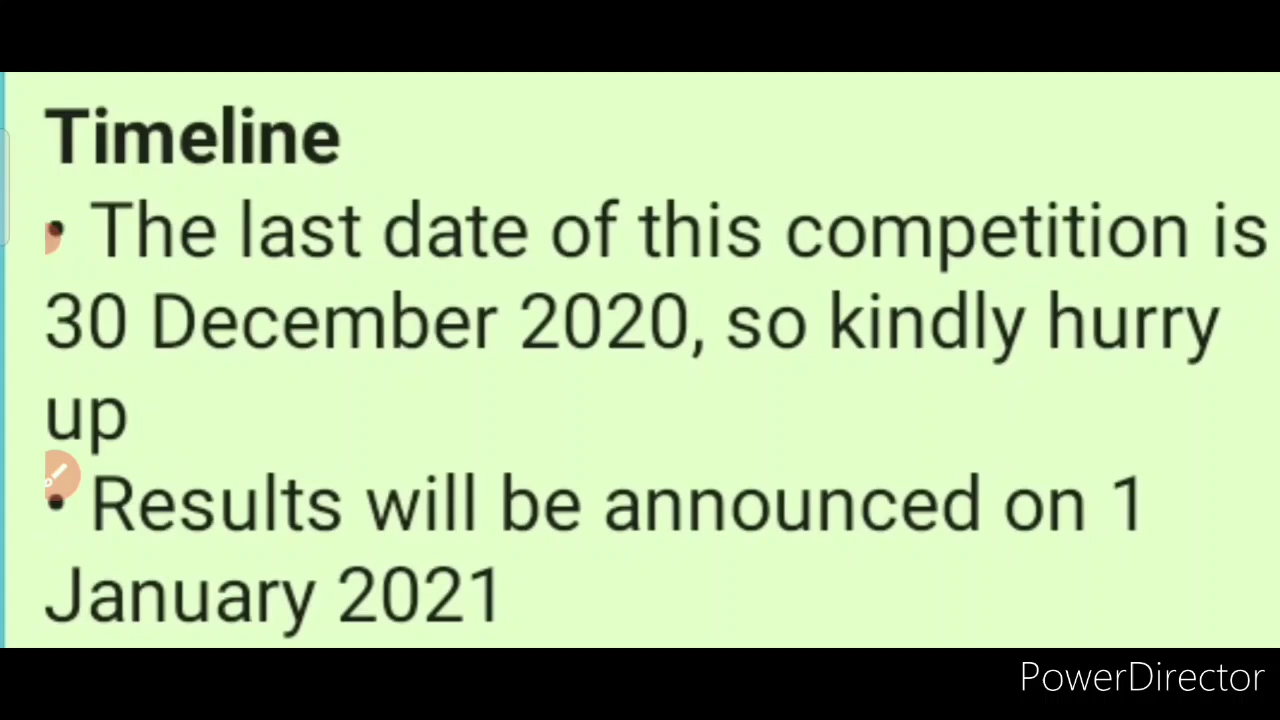 Timeline
• The last date of this competition is
30 December 2020, so kindly hurry
up
• Results will be announced on 1
January 2021
PowerDirector